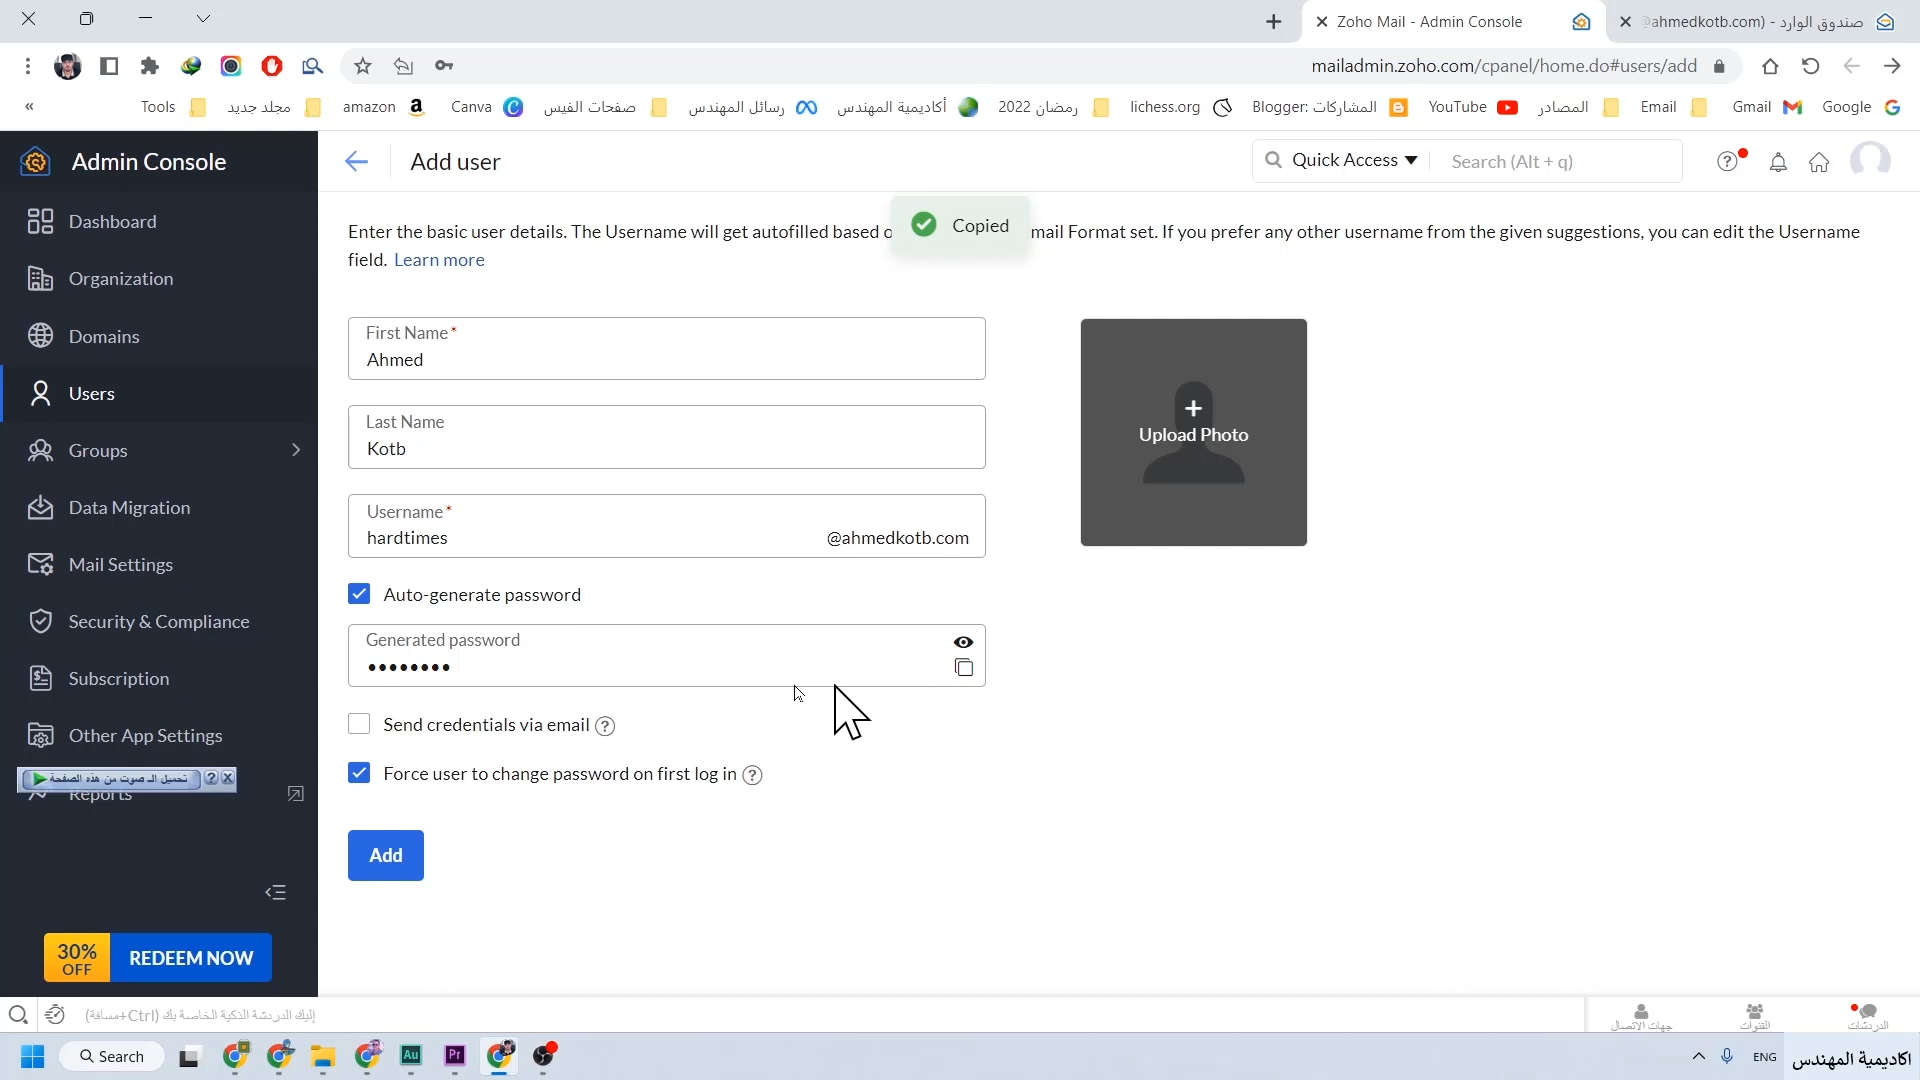 Zoho Mail - Admin Console
صندوق الوارد - (ahmedkotb.com@
mailadmin.zoho.com/cpanel/home.do#users/add
«
Tools
مجلد جديد
amazon
Canva
صفحات الفيس
رسائل المهندس
أكاديمية المهندس
رمضان 2022
lichess.org
Blogger: المشاركات
YouTube
المصادر
Email
Gmail
Google
Admin Console
Add user
Quick Access
Search (Alt + q)
Dashboard
Organization
Domains
Users
Groups
Data Migration
Mail Settings
Security & Compliance
Subscription
Other App Settings
تحميل الـ صوت من هذه الصفحة
Reports
30%
OFF
REDEEM NOW
Copied
Enter the basic user details. The Username will get autofilled based o mail Format set. If you prefer any other username from the given suggestions, you can edit the Username
field. Learn more
First Name*
Ahmed
Last Name
Kotb
Username*
hardtimes
@ahmedkotb.com
Upload Photo
Auto-generate password
Generated password
Send credentials via email
Force user to change password on first log in
Add
إليك الدردشة الذكية الخاصة بك (Ctrl+مسافة)
جهات الاتصال
القنوات
الدردشات
Search
Au
Pr
ENG
اكاديمية المهندس